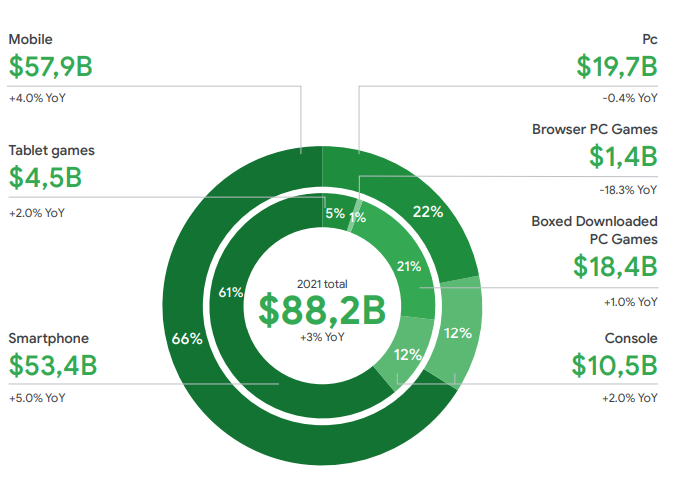 Mobile
$57,9B
+4.0% YoY
Pc
$19,7B
-0.4% YoY
Tablet games
$4,5B
+2.0% YoY
Browser PC Games
$1,4B
-18.3% YoY
Boxed Downloaded
PC Games
$18,4B
+1.0% YoY
Smartphone
$53,4B
+5.0% YoY
Console
$10,5B
+2.0% YoY
5%
1%
22%
21%
61%
66%
12%
12%
2021 total
$88,2B
+3% YoY